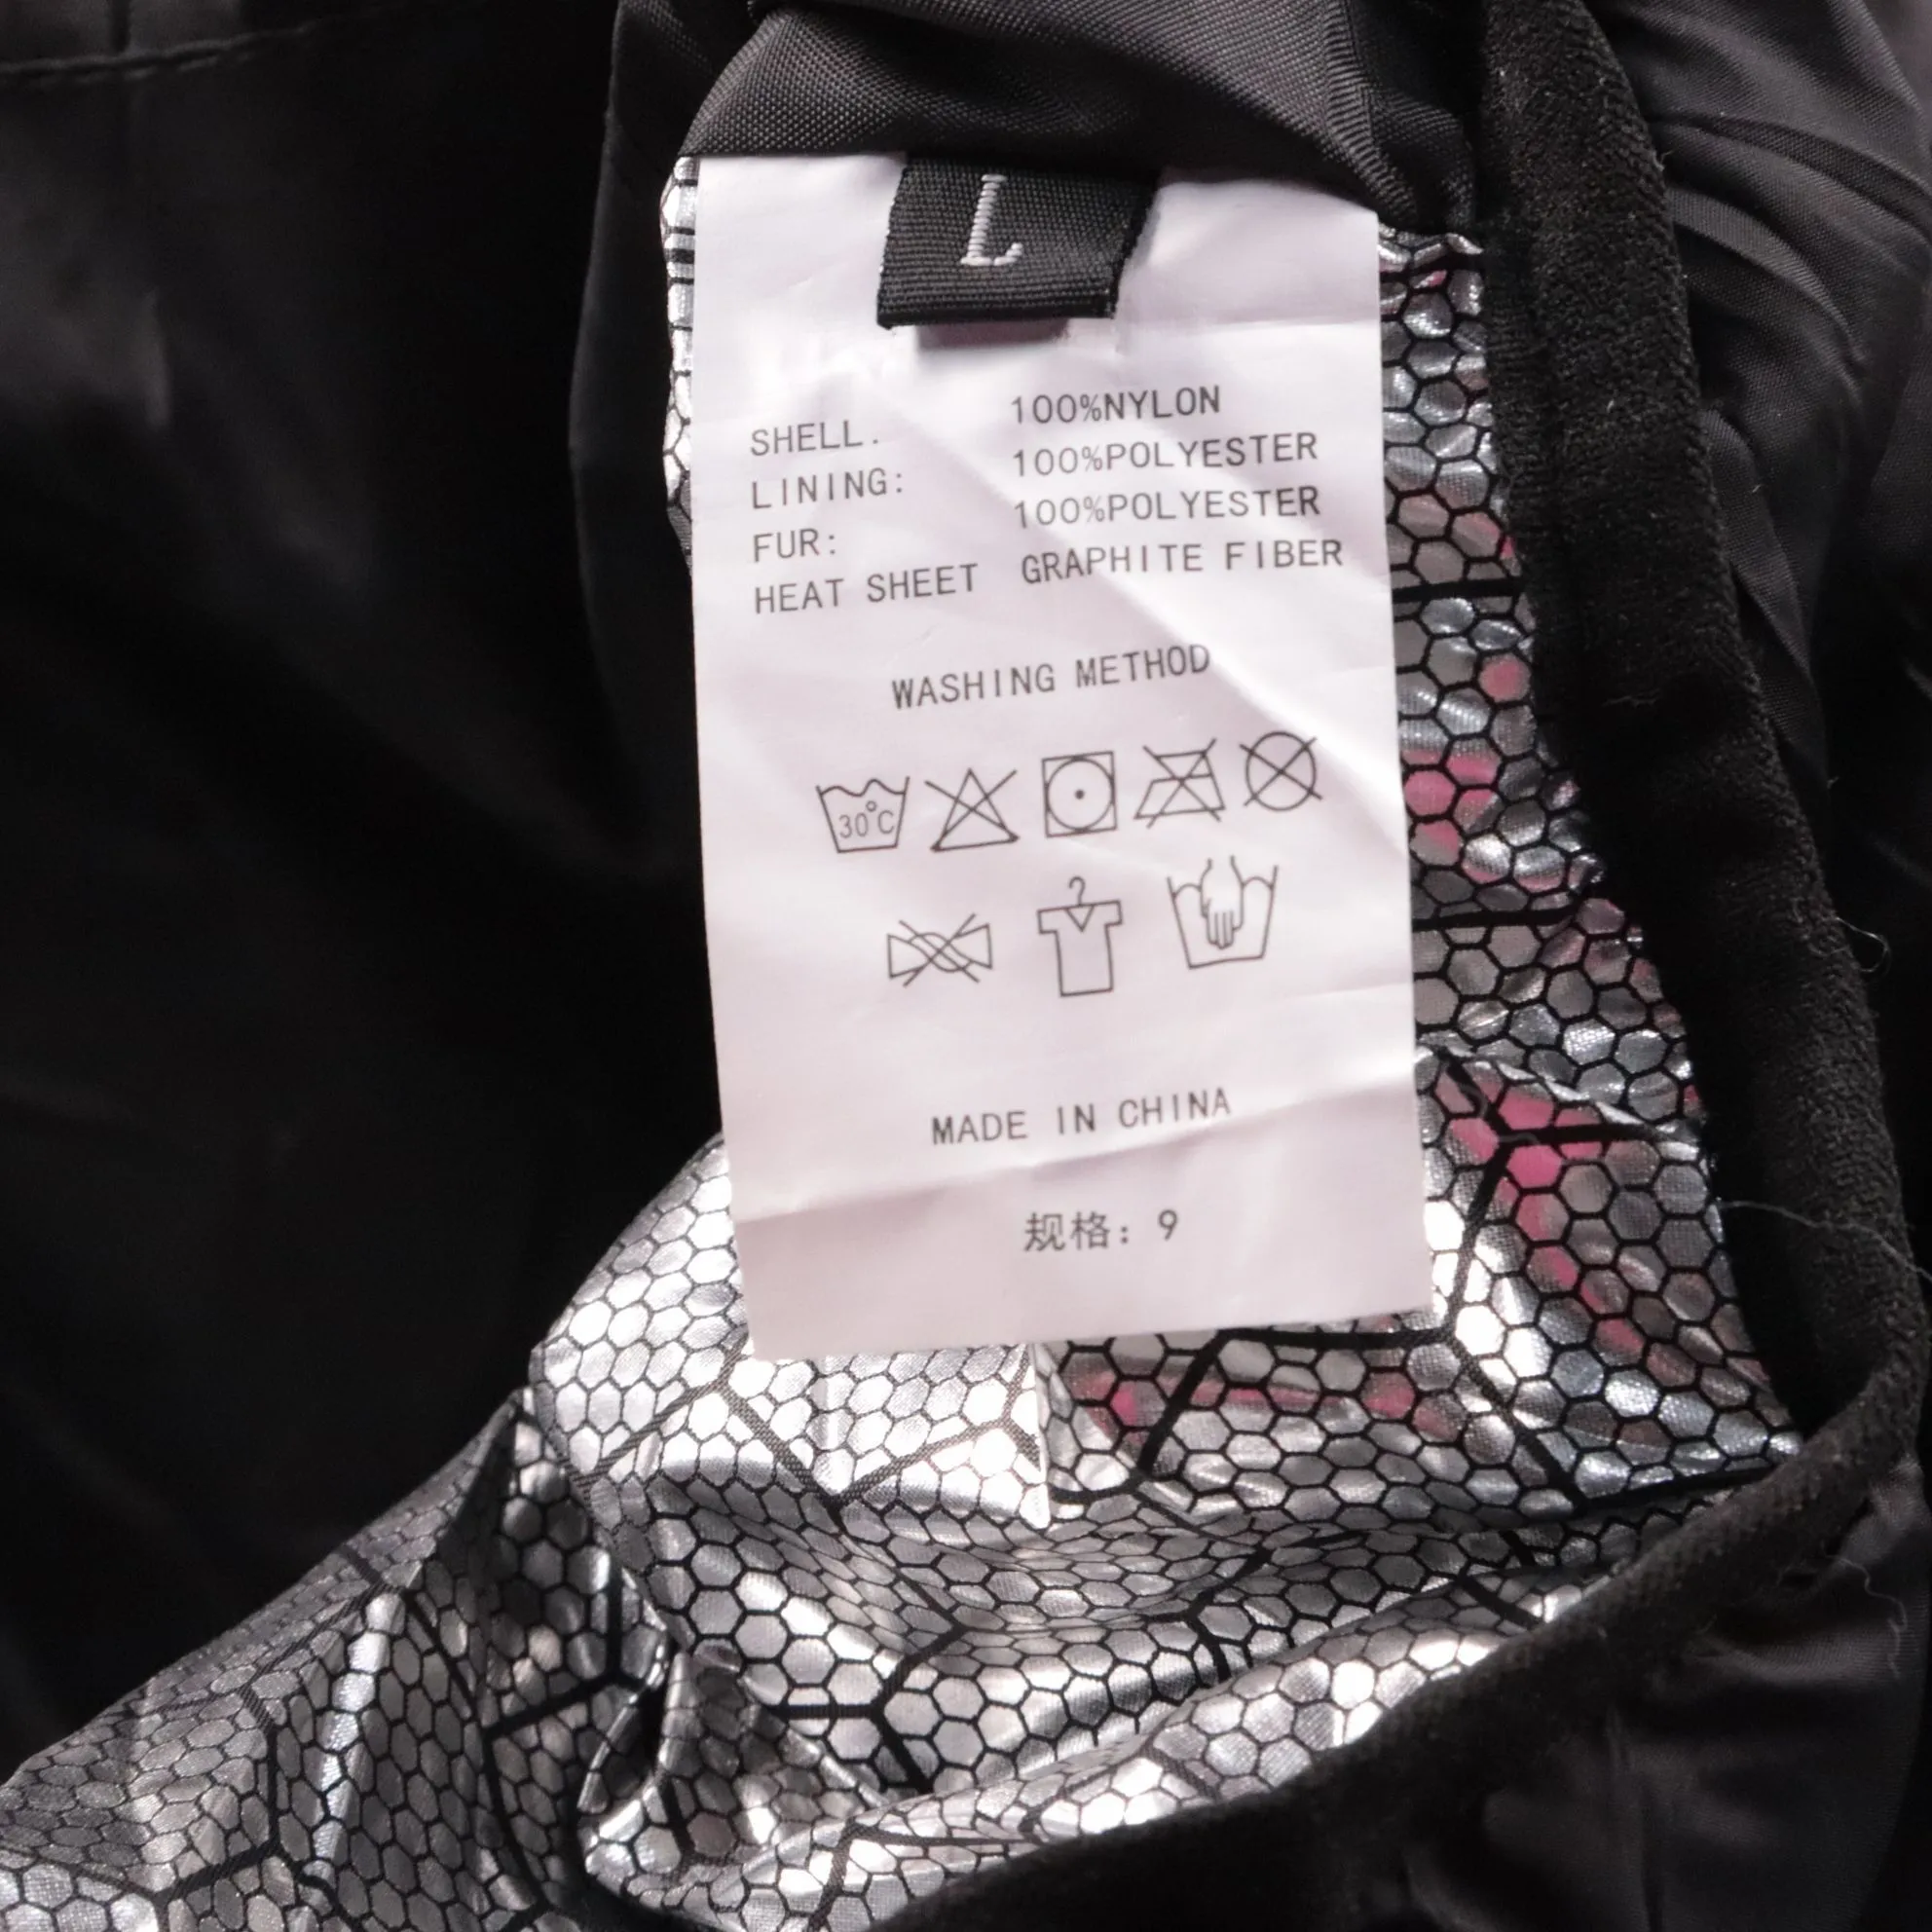 L
SHELL. 100%NYLON
LINING: 100%POLYESTER
FUR: 100%POLYESTER
HEAT SHEET GRAPHITE FIBER
WASHING METHOD
30°C
MADE IN CHINA
规格: 9